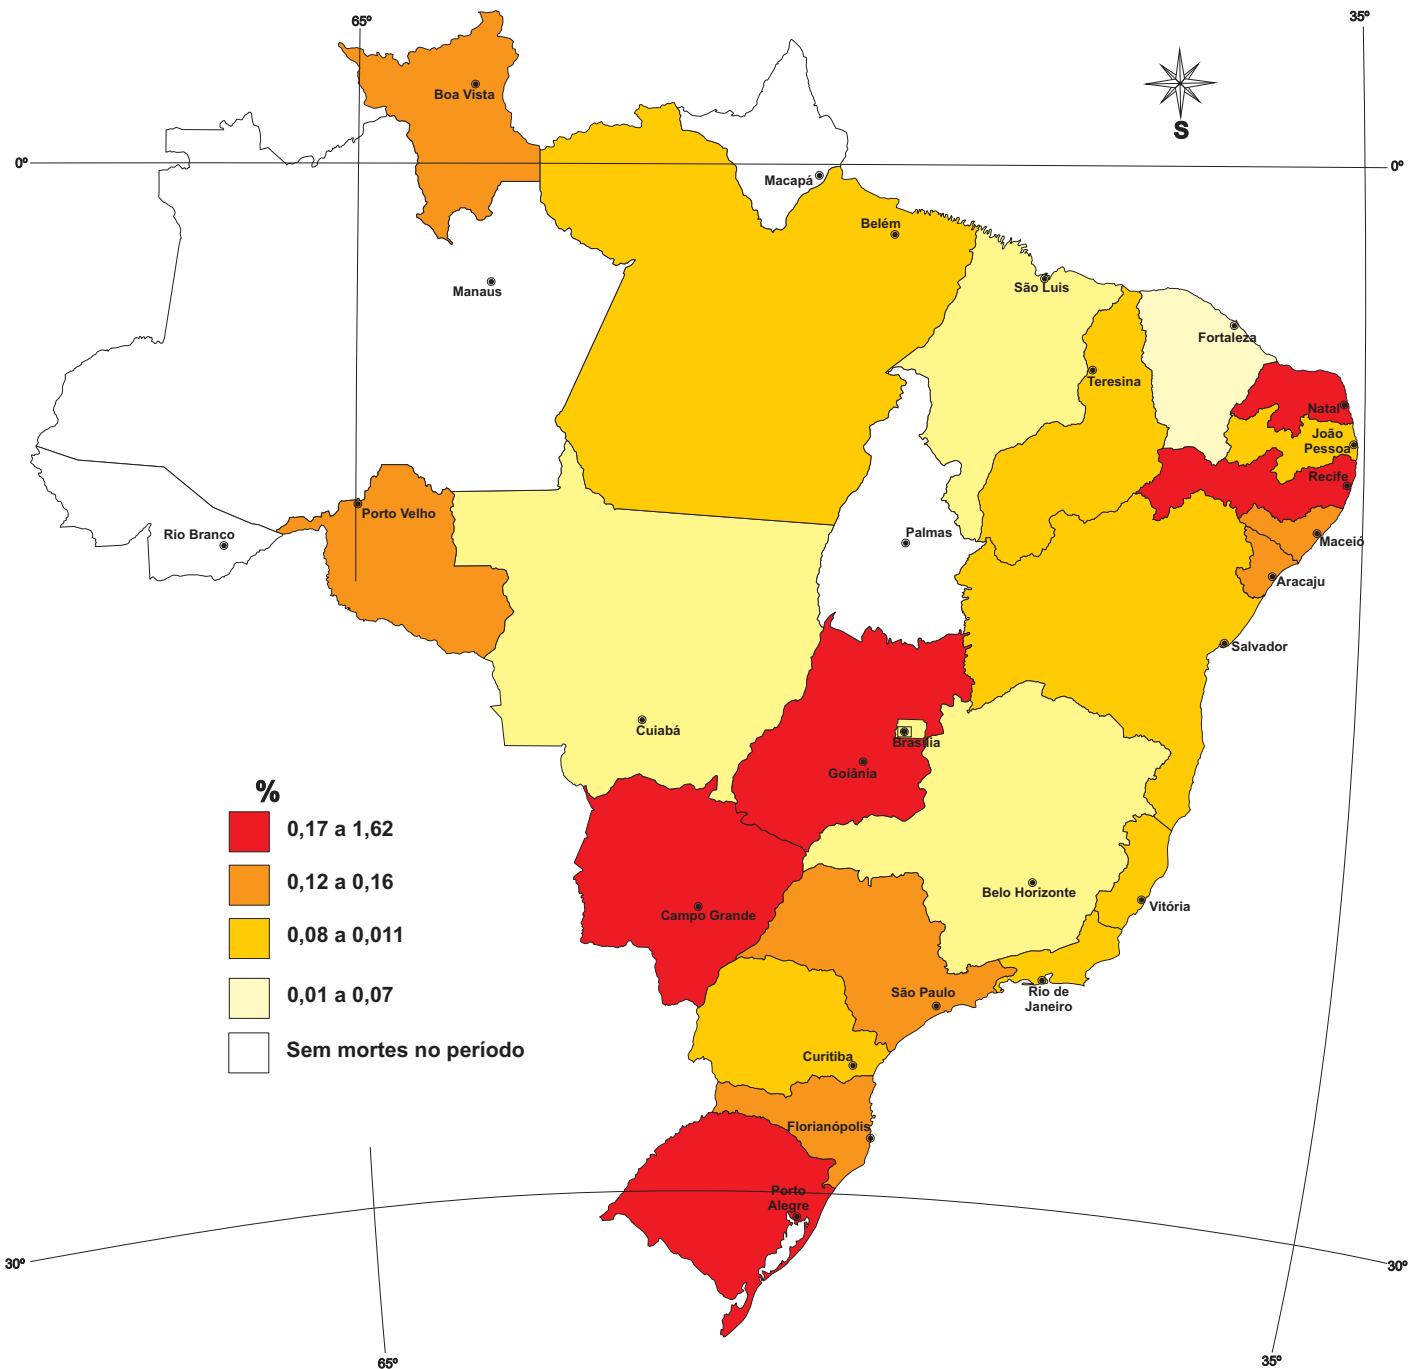 65º
35º
Boa Vista
S
0º
0º
Macapá
Belém
Manaus
São Luis
Fortaleza
Teresina
Natal
João
Pessoa
Recife
Porto Velho
Rio Branco
Palmas
Maceió
Aracaju
Salvador
Cuiabá
Brasília
Goiânia
%
0,17 a 1,62
0,12 a 0,16
0,08 a 0,011
0,01 a 0,07
Sem mortes no período
Belo Horizonte
Campo Grande
Vitória
São Paulo
Rio de
Janeiro
Curitiba
Florianópolis
Porto
Alegre
30º
30º
65º
35º